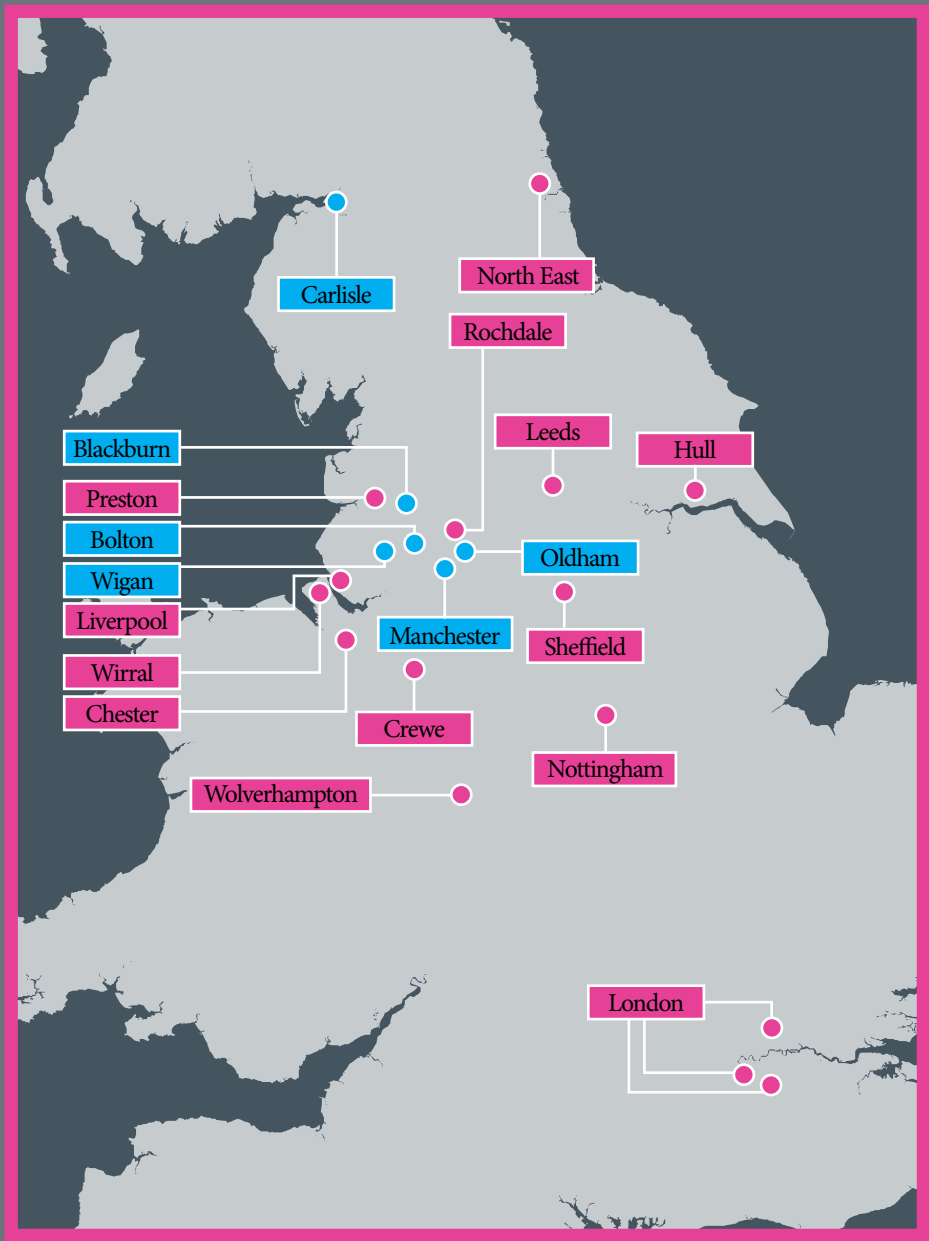 North East
Carlisle
Rochdale
Leeds
Hull
Blackburn
Preston
Bolton
Oldham
Wigan
Liverpool
Manchester
Sheffield
Wirral
Chester
Crewe
Nottingham
Wolverhampton
London